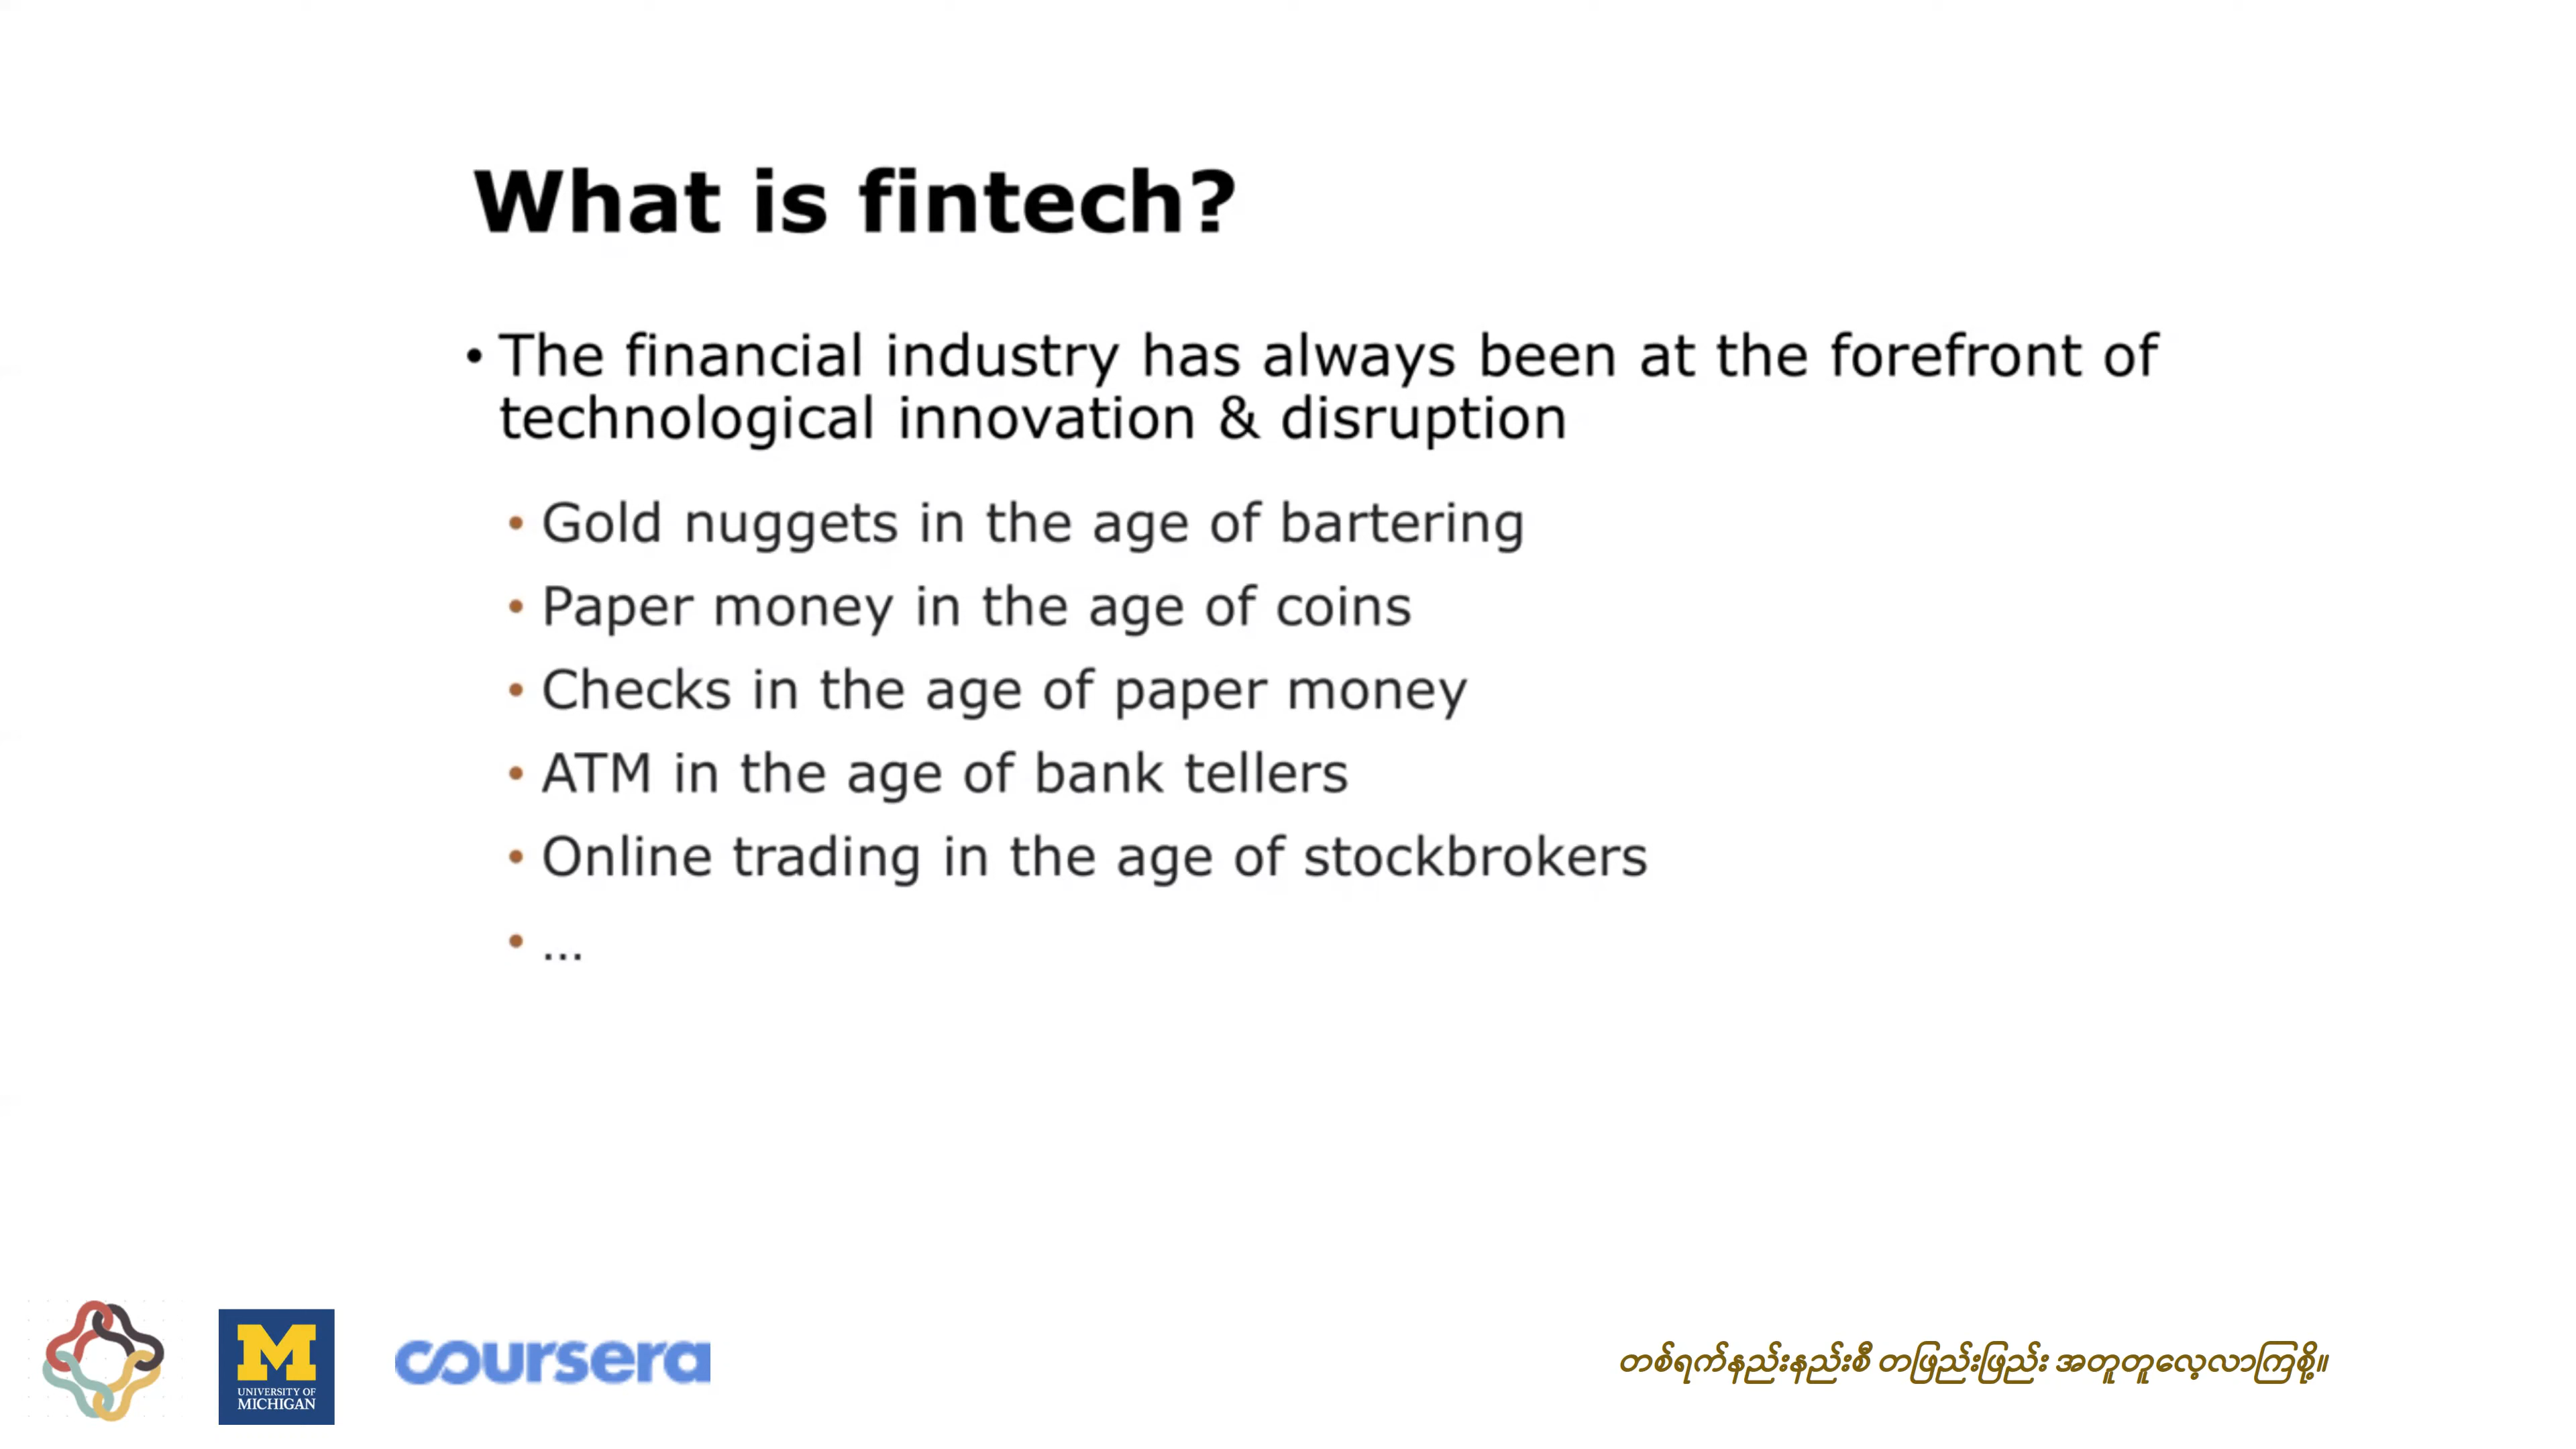 What is fintech?
• The financial industry has always been at the forefront of
technological innovation & disruption
• Gold nuggets in the age of bartering
• Paper money in the age of coins
• Checks in the age of paper money
• ATM in the age of bank tellers
• Online trading in the age of stockbrokers
• ...
M
UNIVERSITY OF
MICHIGAN
coursera
တစ်ရက်နည်းနည်းစီ တဖြည်းဖြည်း အတူတူလေ့လာကြစို့။